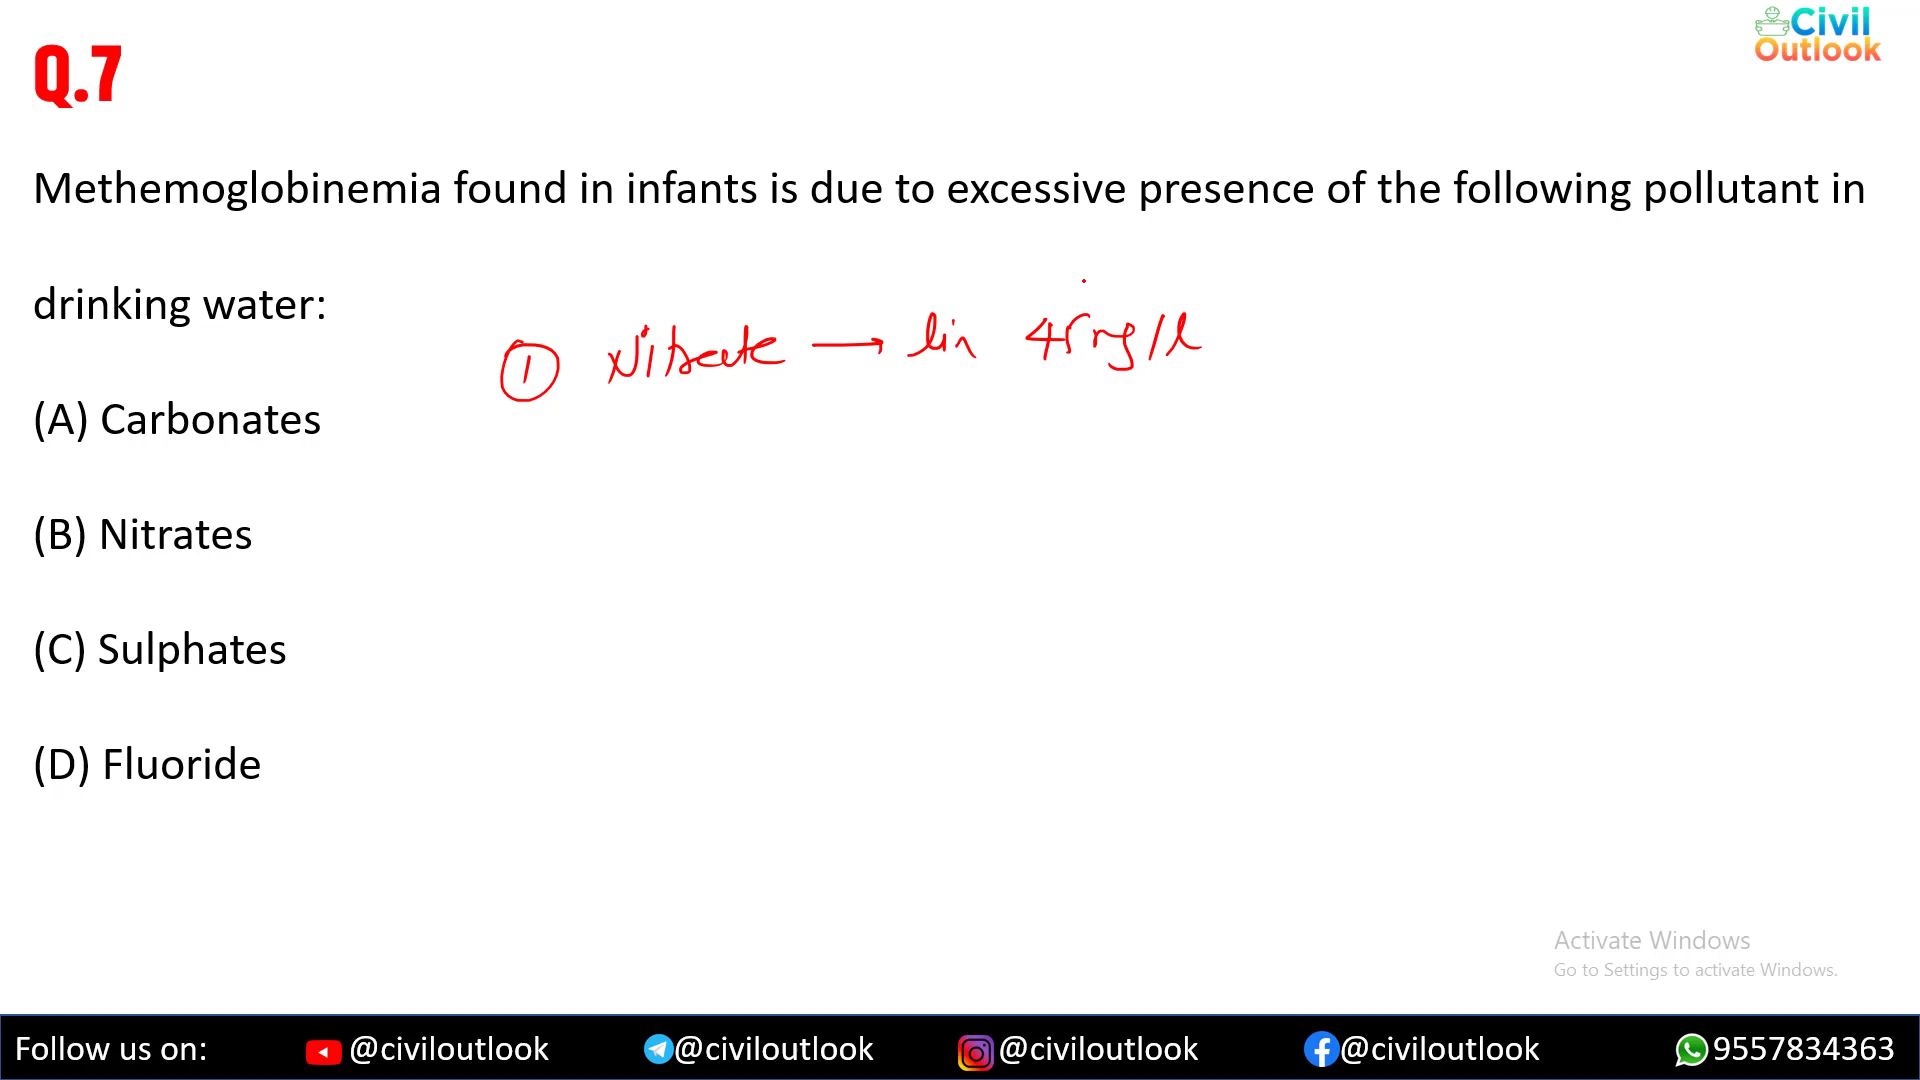 Civil
Outlook
Q.7
Methemoglobinemia found in infants is due to excessive presence of the following pollutant in
drinking water:
① Nitrate → lin 45 mg/l
(A) Carbonates
(B) Nitrates
(C) Sulphates
(D) Fluoride
Activate Windows
Go to Settings to activate Windows.
Follow us on: @civiloutlook @civiloutlook @civiloutlook @civiloutlook 9557834363